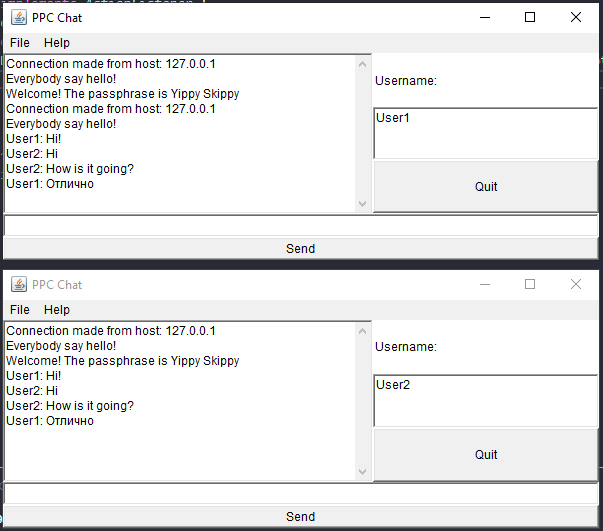 PPC Chat
File Help
Connection made from host: 127.0.0.1
Everybody say hello!
Welcome! The passphrase is Yippy Skippy
Connection made from host: 127.0.0.1
Everybody say hello!
User1: Hi!
User2: Hi
User2: How is it going?
User1: Отлично
Username:
User1
Quit
Send
PPC Chat
File Help
Connection made from host: 127.0.0.1
Everybody say hello!
Welcome! The passphrase is Yippy Skippy
User1: Hi!
User2: Hi
User2: How is it going?
User1: Отлично
Username:
User2
Quit
Send